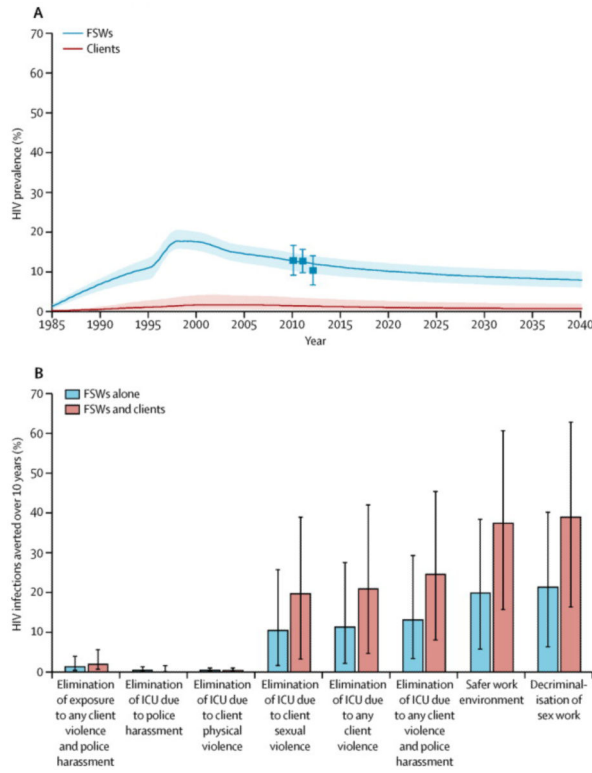 A
70
60
50
40
30
20
10
0
HIV prevalence (%)
FSWs
Clients
1985 1990 1995 2000 2005 2010 2015 2020 2025 2030 2035 2040
Year
B
70
60
50
40
30
20
10
0
HIV infections averted over 10 years (%)
FSWs alone
FSWs and clients
Elimination
of exposure
to any client
violence
and police
harassment
Elimination
of ICU due
to police
harassment
Elimination
of ICU due
to client
physical
violence
Elimination
of ICU due
to client
sexual
violence
Elimination
of ICU due
to any
client
violence
Elimination of
ICU due to
any client
violence
and police
harassment
Safer work
environment
Decriminal-
isation of
sex work